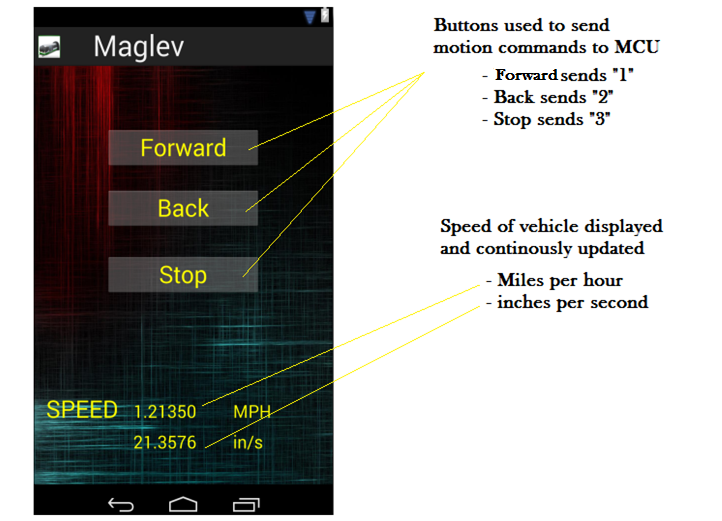 Maglev
Forward
Back
Stop
SPEED 1.21350 MPH
21.3576 in/s
Buttons used to send
motion commands to MCU
- Forward sends "1"
- Back sends "2"
- Stop sends "3"
Speed of vehicle displayed
and continously updated
- Miles per hour
- inches per second